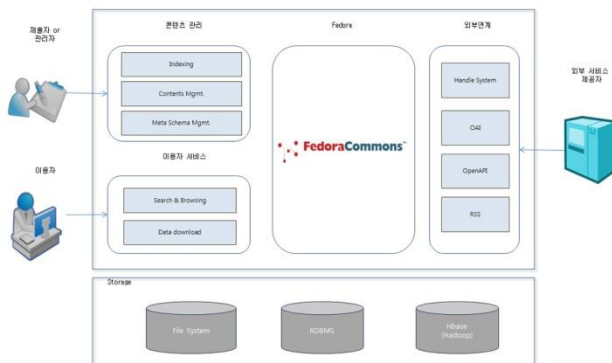 제출자 or
관리자
콘텐츠 관리
Fedora
외부연계
Indexing
Contents Mgmt.
Meta Schema Mgmt.
이용자 서비스
이용자
Search & Browsing
Data download
FedoraCommons™
Handle System
OAI
OpenAPI
RSS
외부 서비스
제공자
Storage
File System
RDBMS
Hbase
(Hadoop)